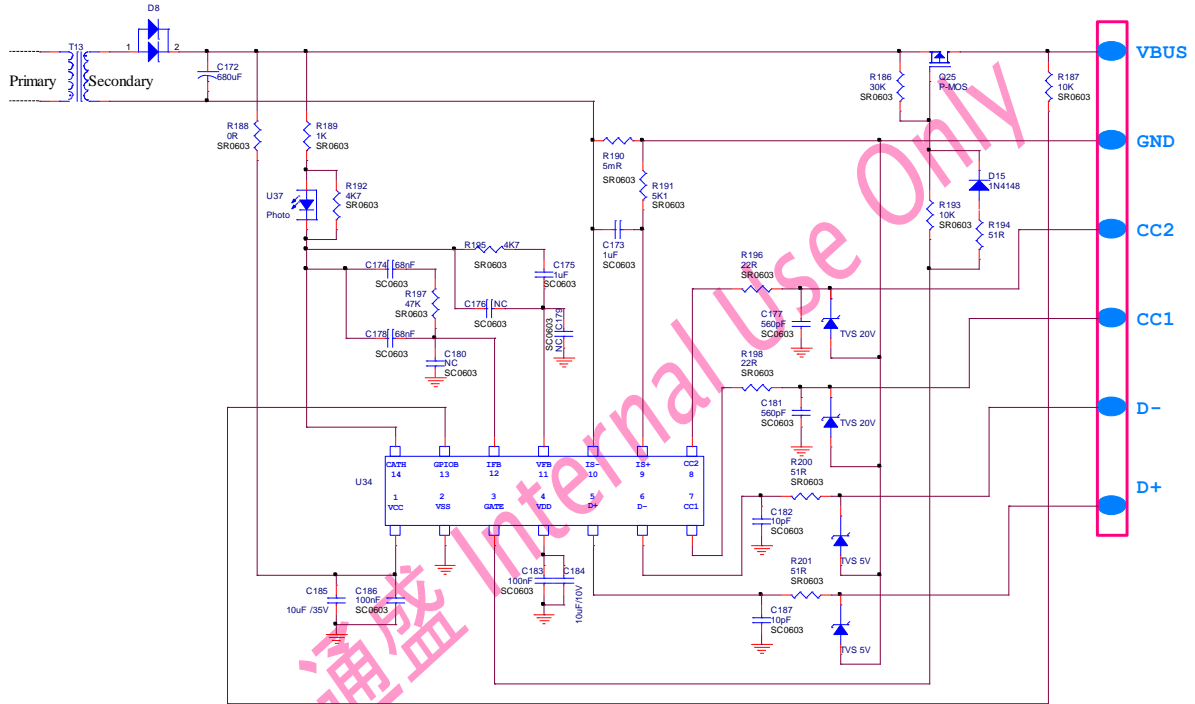 D8
T13
1
2
Primary
Secondary
C172
680uF
R188
0R
SR0603
R189
1K
SR0603
R186
30K
SR0603
Q25
P-MOS
R187
10K
SR0603
VBUS
GND
CC2
CC1
D-
D+
R190
5mR
SR0603
R191
5K1
SR0603
D15
1N4148
U37
Photo
R192
4K7
SR0603
R193
10K
SR0603
R194
51R
C173
1uF
SC0603
R195
4K7
SR0603
C174
68nF
SC0603
C175
1uF
SC0603
R197
47K
SR0603
C176
NC
SC0603
C179
NC
SC0603
C178
68nF
SC0603
C180
NC
SC0603
R196
22R
SR0603
C177
560pF
SC0603
TVS 20V
R198
22R
SR0603
C181
560pF
SC0603
TVS 20V
U34
CATH
14
GPIOB
13
IFB
12
VFB
11
IS-
10
IS+
9
CC2
8
1
VCC
2
VSS
3
GATE
4
VDD
5
D+
6
D-
7
CC1
R200
51R
SR0603
C182
10pF
SC0603
TVS 5V
R201
51R
SR0603
C187
10pF
SC0603
TVS 5V
C183
100nF
SC0603
C184
10uF/10V
C185
10uF /35V
C186
100nF
SC0603
通盛 Internal Use Only